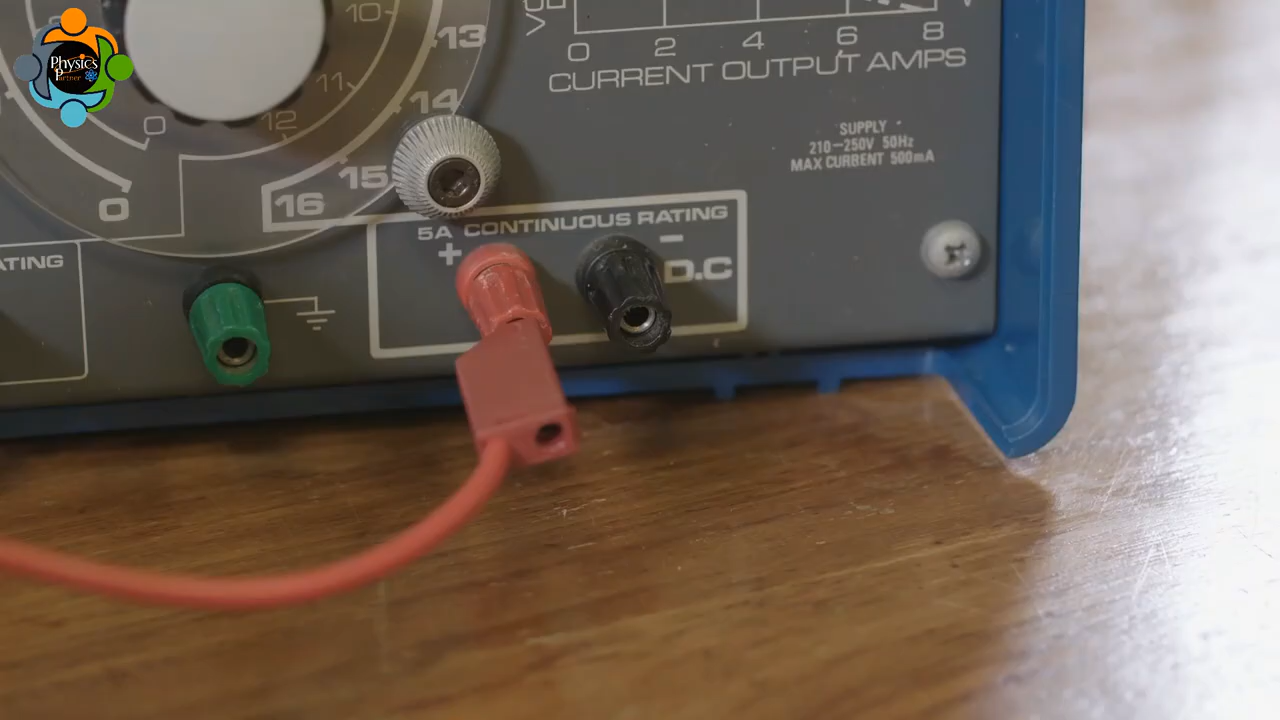 Physics
Partner
10
11
12
0
13
14
15
16
0
0 2 4 6 8
CURRENT OUTPUT AMPS
SUPPLY
210-250V 50Hz
MAX CURRENT 500mA
5A CONTINUOUS RATING
+ -
D.C
ATING